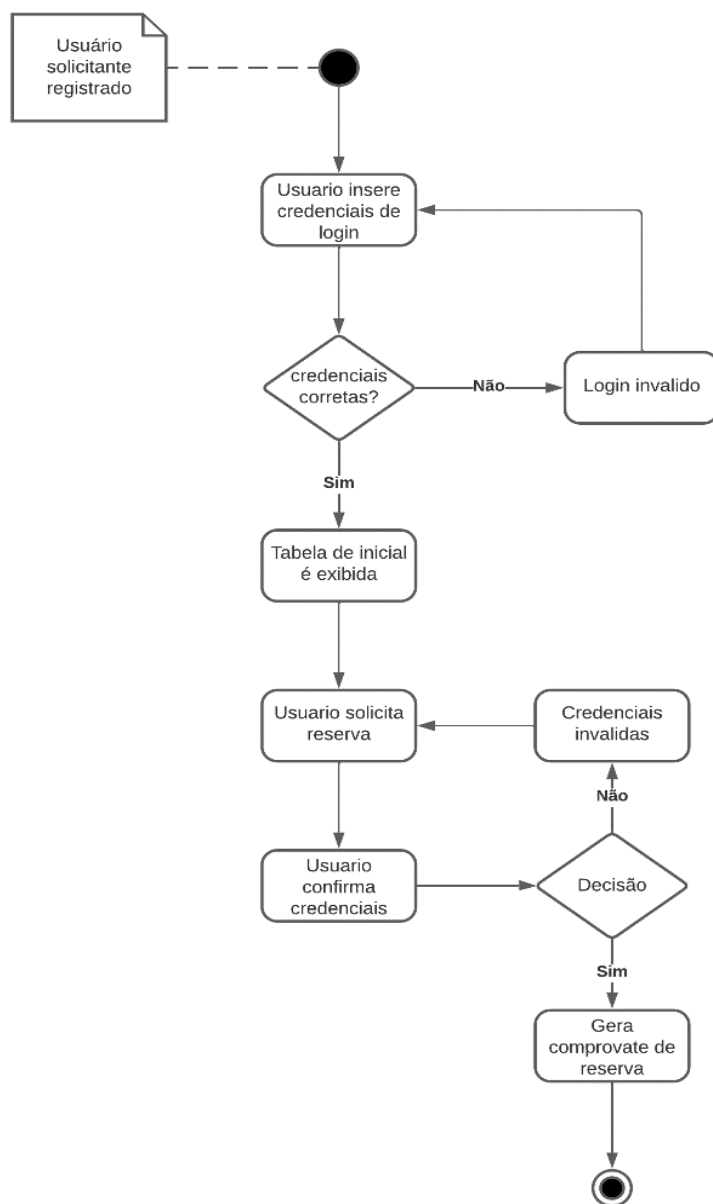 Usuário
solicitante
registrado
Usuario insere
credenciais de
login
credenciais
corretas?
Não
Login invalido
Sim
Tabela de inicial
é exibida
Usuario solicita
reserva
Credenciais
invalidas
Não
Usuario
confirma
credenciais
Decisão
Sim
Gera
comprovate de
reserva